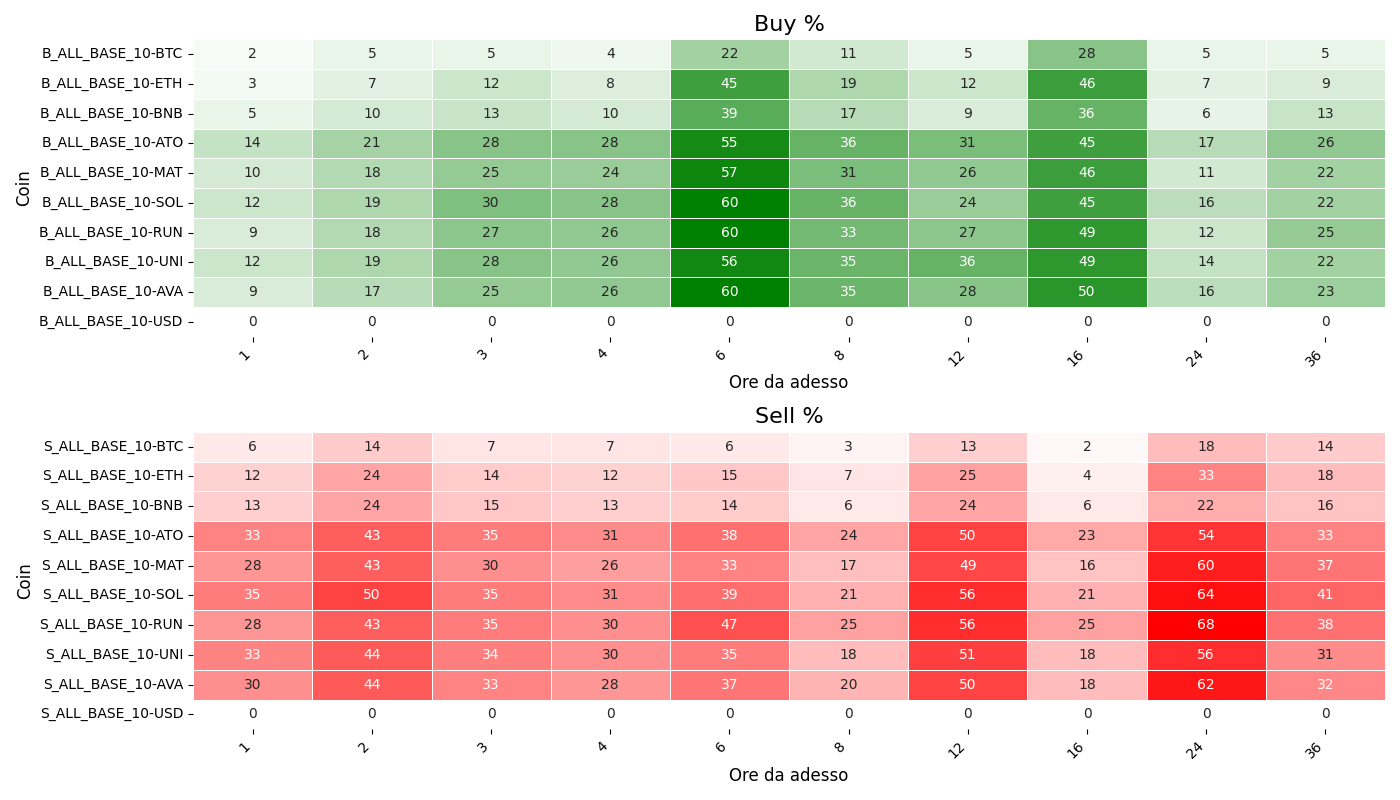 Buy %
B_ALL_BASE_10-BTC 2 5 5 4 22 11 5 28 5 5
B_ALL_BASE_10-ETH 3 7 12 8 45 19 12 46 7 9
B_ALL_BASE_10-BNB 5 10 13 10 39 17 9 36 6 13
B_ALL_BASE_10-ATO 14 21 28 28 55 36 31 45 17 26
B_ALL_BASE_10-MAT 10 18 25 24 57 31 26 46 11 22
B_ALL_BASE_10-SOL 12 19 30 28 60 36 24 45 16 22
B_ALL_BASE_10-RUN 9 18 27 26 60 33 27 49 12 25
B_ALL_BASE_10-UNI 12 19 28 26 56 35 36 49 14 22
B_ALL_BASE_10-AVA 9 17 25 26 60 35 28 50 16 23
B_ALL_BASE_10-USD 0 0 0 0 0 0 0 0 0 0
Coin
1 2 3 4 6 8 12 16 24 36
Ore da adesso
Sell %
S_ALL_BASE_10-BTC 6 14 7 7 6 3 13 2 18 14
S_ALL_BASE_10-ETH 12 24 14 12 15 7 25 4 33 18
S_ALL_BASE_10-BNB 13 24 15 13 14 6 24 6 22 16
S_ALL_BASE_10-ATO 33 43 35 31 38 24 50 23 54 33
S_ALL_BASE_10-MAT 28 43 30 26 33 17 49 16 60 37
S_ALL_BASE_10-SOL 35 50 35 31 39 21 56 21 64 41
S_ALL_BASE_10-RUN 28 43 35 30 47 25 56 25 68 38
S_ALL_BASE_10-UNI 33 44 34 30 35 18 51 18 56 31
S_ALL_BASE_10-AVA 30 44 33 28 37 20 50 18 62 32
S_ALL_BASE_10-USD 0 0 0 0 0 0 0 0 0 0
Coin
1 2 3 4 6 8 12 16 24 36
Ore da adesso